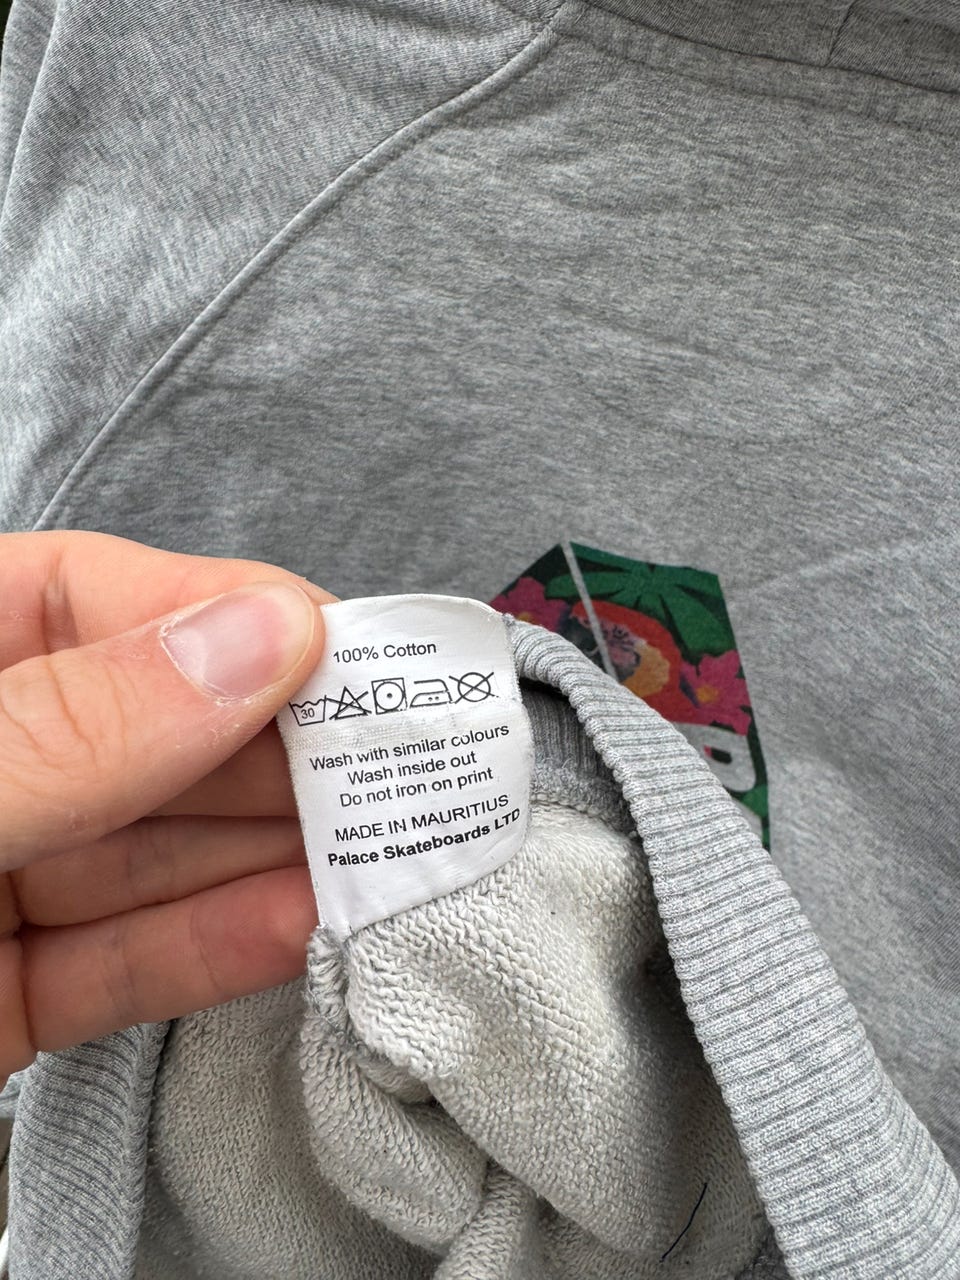 100% Cotton
30
Wash with similar colours
Wash inside out
Do not iron on print
MADE IN MAURITIUS
Palace Skateboards LTD
P